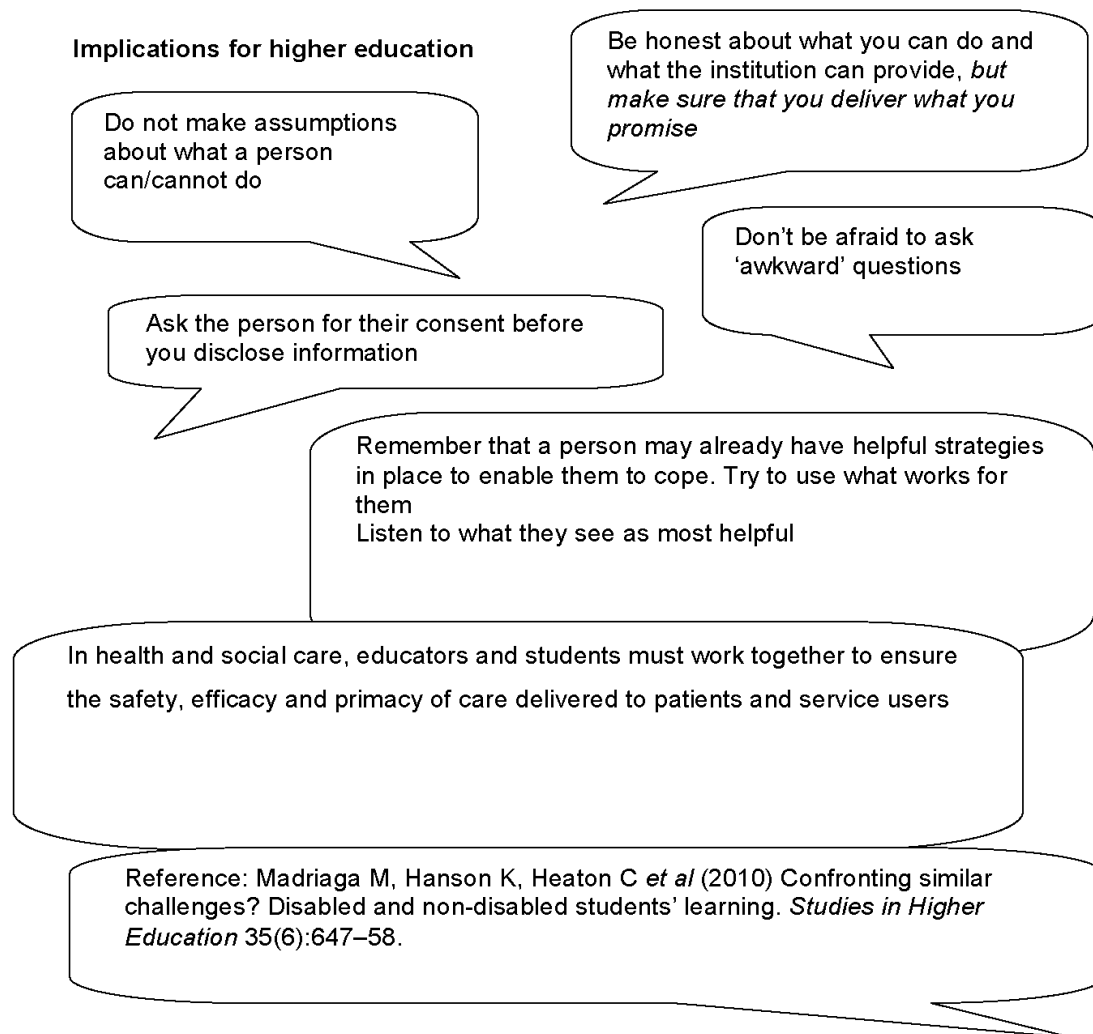 Implications for higher education
Be honest about what you can do and
what the institution can provide, but
make sure that you deliver what you
promise
Do not make assumptions
about what a person
can/cannot do
Don’t be afraid to ask
‘awkward’ questions
Ask the person for their consent before
you disclose information
Remember that a person may already have helpful strategies
in place to enable them to cope. Try to use what works for
them
Listen to what they see as most helpful
In health and social care, educators and students must work together to ensure
the safety, efficacy and primacy of care delivered to patients and service users
Reference: Madriaga M, Hanson K, Heaton C et al (2010) Confronting similar
challenges? Disabled and non-disabled students’ learning. Studies in Higher
Education 35(6):647–58.